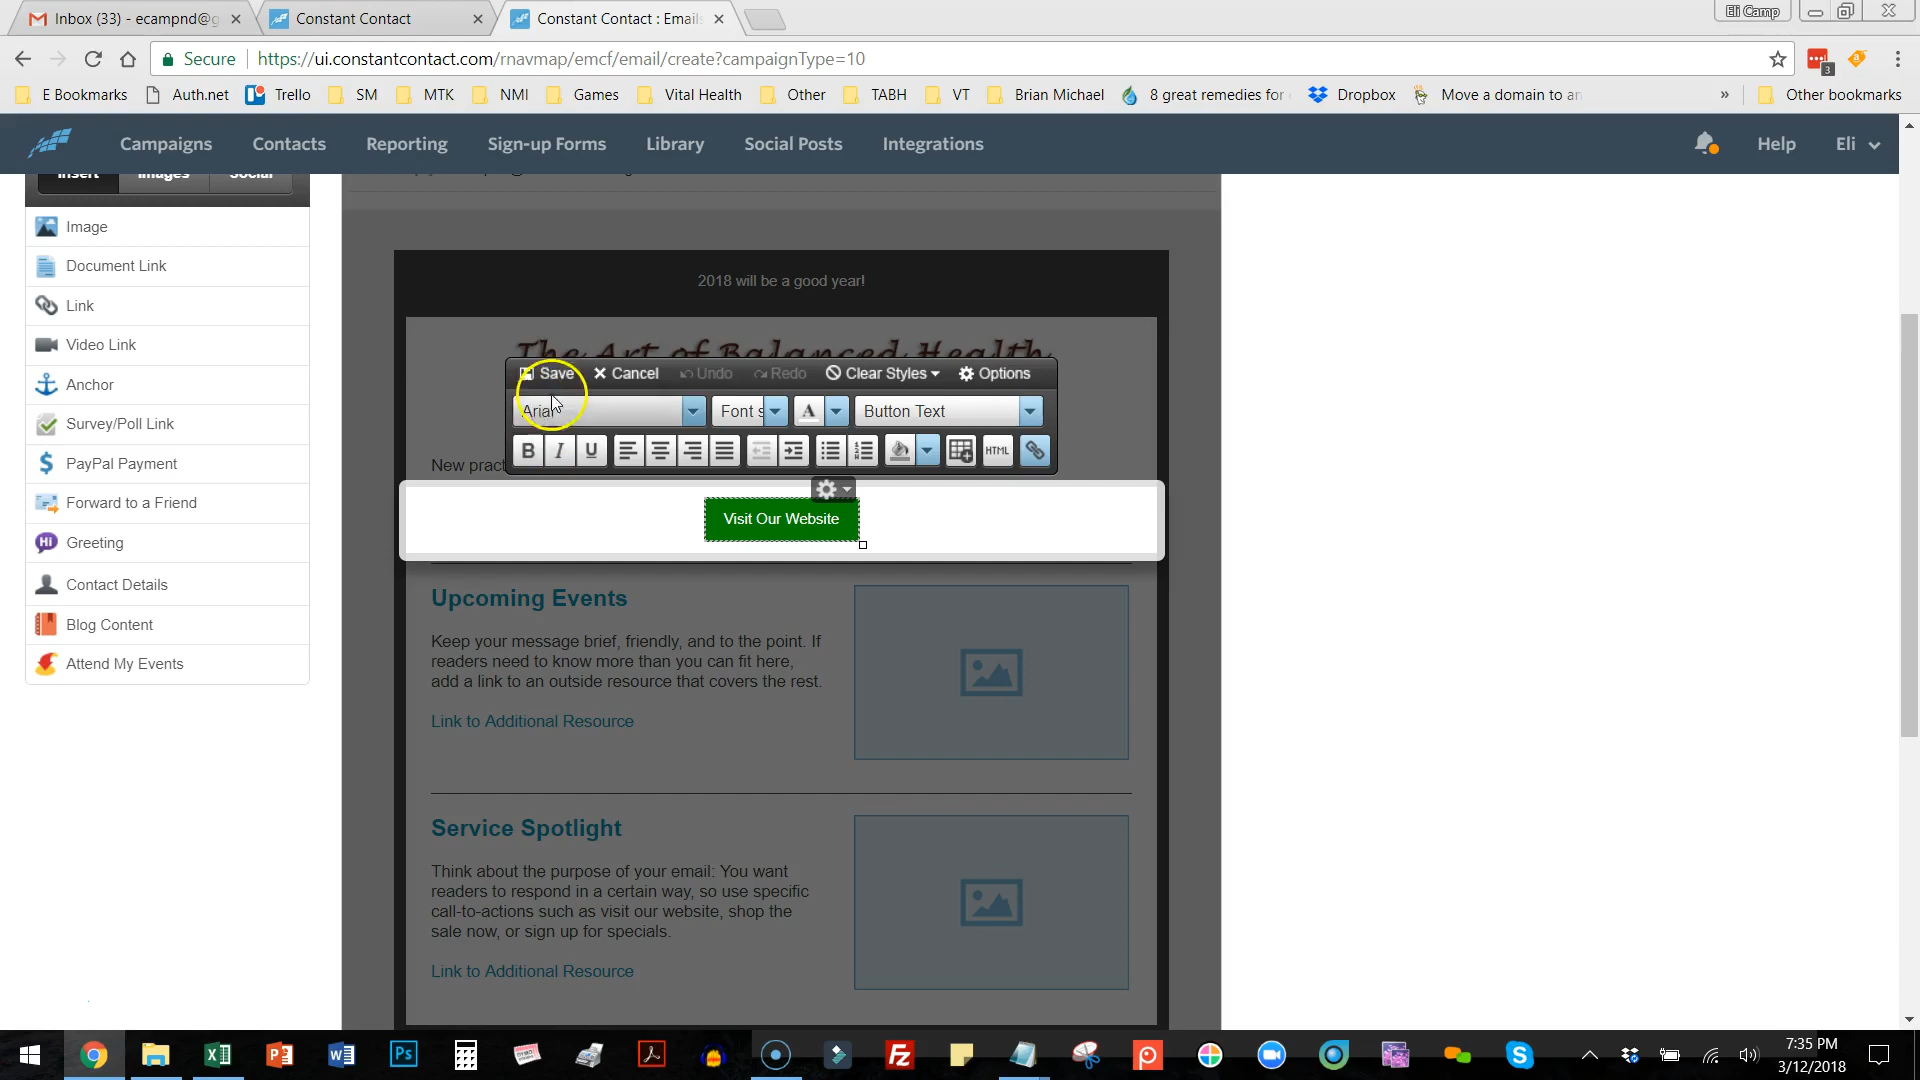 Inbox (33) - ecampnd@g
Constant Contact
Constant Contact : Emails
Eli Camp
Secure
https://ui.constantcontact.com/rnavmap/emcf/email/create?campaignType=10
3
E Bookmarks
Auth.net
Trello
SM
MTK
NMI
Games
Vital Health
Other
TABH
VT
Brian Michael
8 great remedies for
Dropbox
Move a domain to an
»
Other bookmarks
Campaigns
Contacts
Reporting
Sign-up Forms
Library
Social Posts
Integrations
Help
Eli
Insert
Images
Social
Image
Document Link
Link
Video Link
Anchor
Survey/Poll Link
PayPal Payment
Forward to a Friend
Hi
Greeting
Contact Details
Blog Content
Attend My Events
2018 will be a good year!
The Art of Balanced Health
Save
Cancel
Undo
Redo
Clear Styles
Options
Arial
Font s
A
Button Text
B
I
U
HTML
New pract
Visit Our Website
Upcoming Events
Keep your message brief, friendly, and to the point. If
readers need to know more than you can fit here,
add a link to an outside resource that covers the rest.
Link to Additional Resource
Service Spotlight
Think about the purpose of your email: You want
readers to respond in a certain way, so use specific
call-to-actions such as visit our website, shop the
sale now, or sign up for specials.
Link to Additional Resource
7:35 PM
3/12/2018